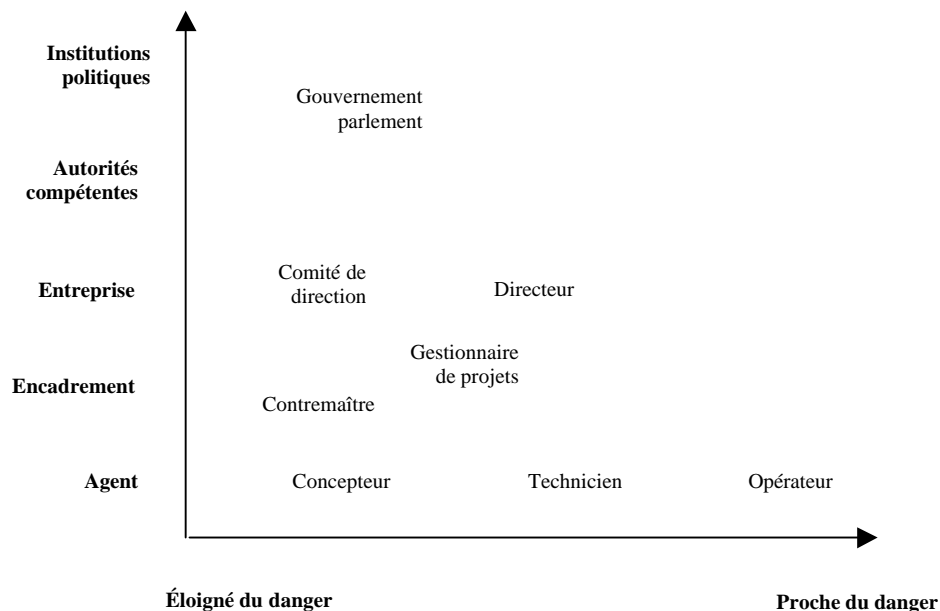 Institutions
politiques
Gouvernement
parlement
Autorités
compétentes
Entreprise
Comité de
direction
Directeur
Gestionnaire
de projets
Encadrement
Contremaître
Agent
Concepteur
Technicien
Opérateur
Éloigné du danger
Proche du danger